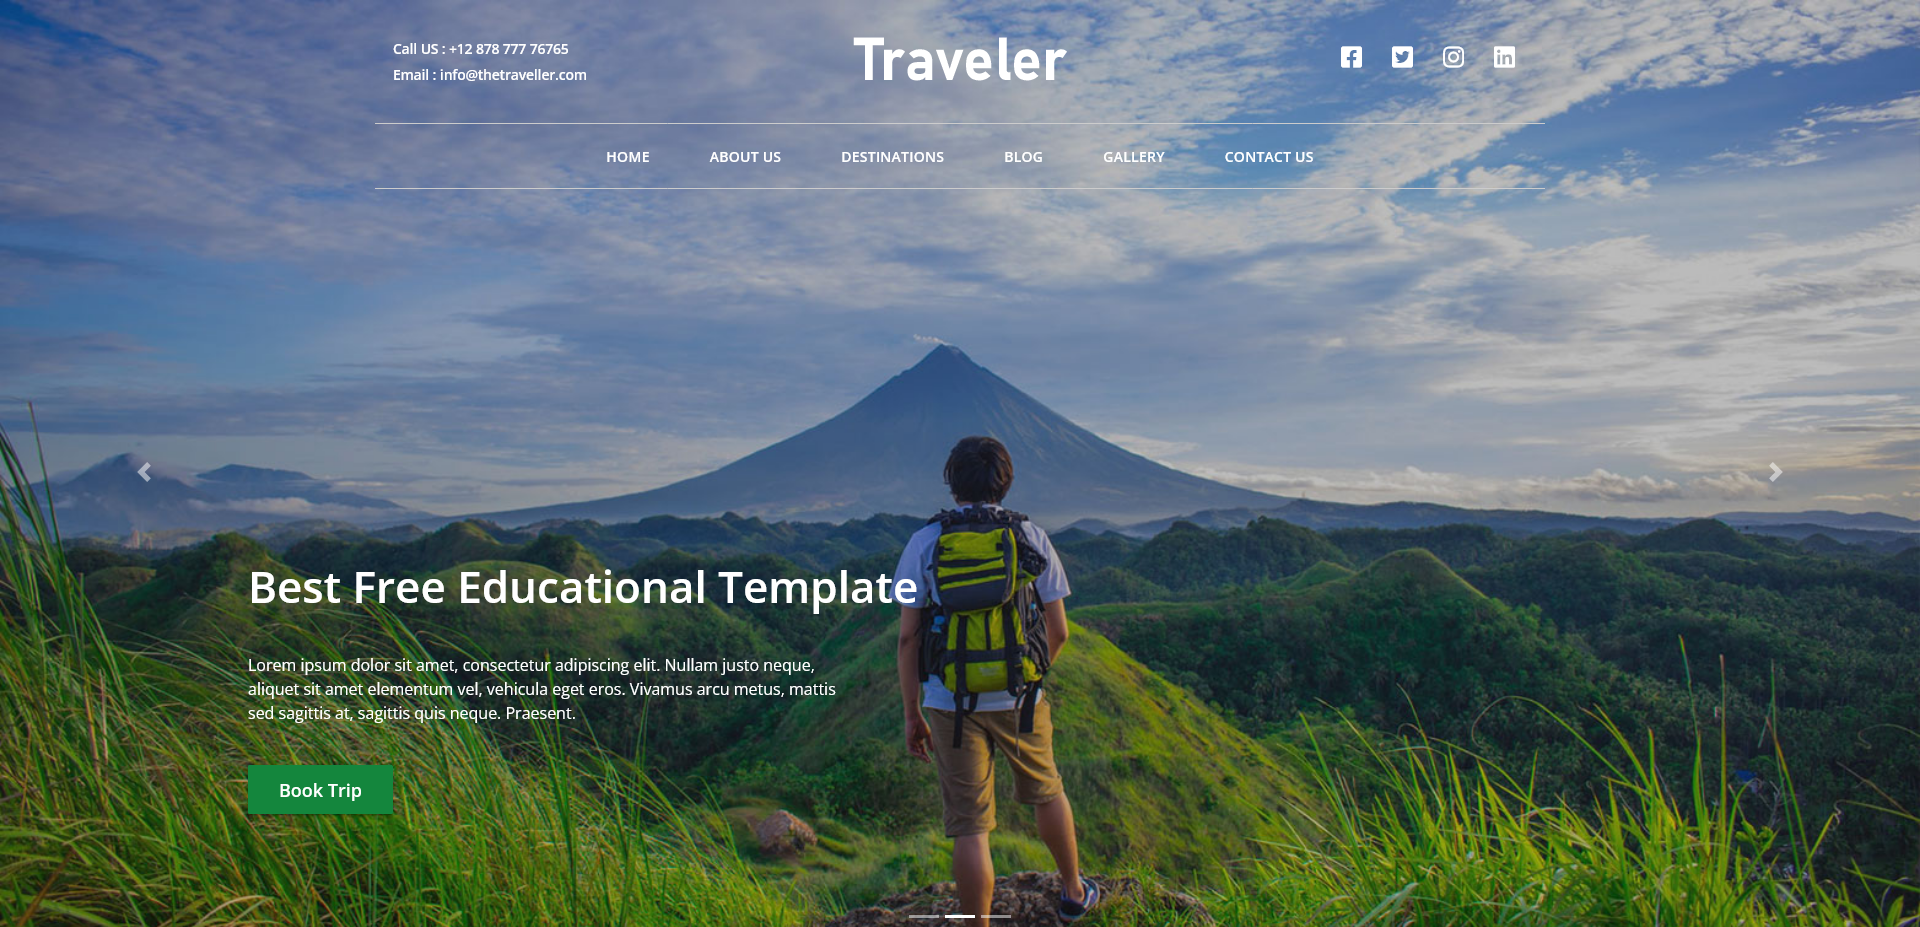 Call US : +12 878 777 76765
Email : info@thetraveller.com
Traveler
HOME ABOUT US DESTINATIONS BLOG GALLERY CONTACT US
Best Free Educational Template
Lorem ipsum dolor sit amet, consectetur adipiscing elit. Nullam justo neque,
aliquet sit amet elementum vel, vehicula eget eros. Vivamus arcu metus, mattis
sed sagittis at, sagittis quis neque. Praesent.
Book Trip